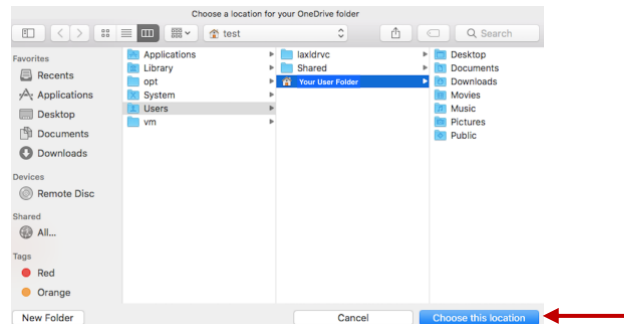 Choose a location for your OneDrive folder
test
Search
Favorites
Recents
Applications
Desktop
Documents
Downloads
Devices
Remote Disc
Shared
All...
Tags
Red
Orange
Applications
Library
opt
System
Users
vm
laxldrvc
Shared
Your User Folder
Desktop
Documents
Downloads
Movies
Music
Pictures
Public
New Folder
Cancel
Choose this location